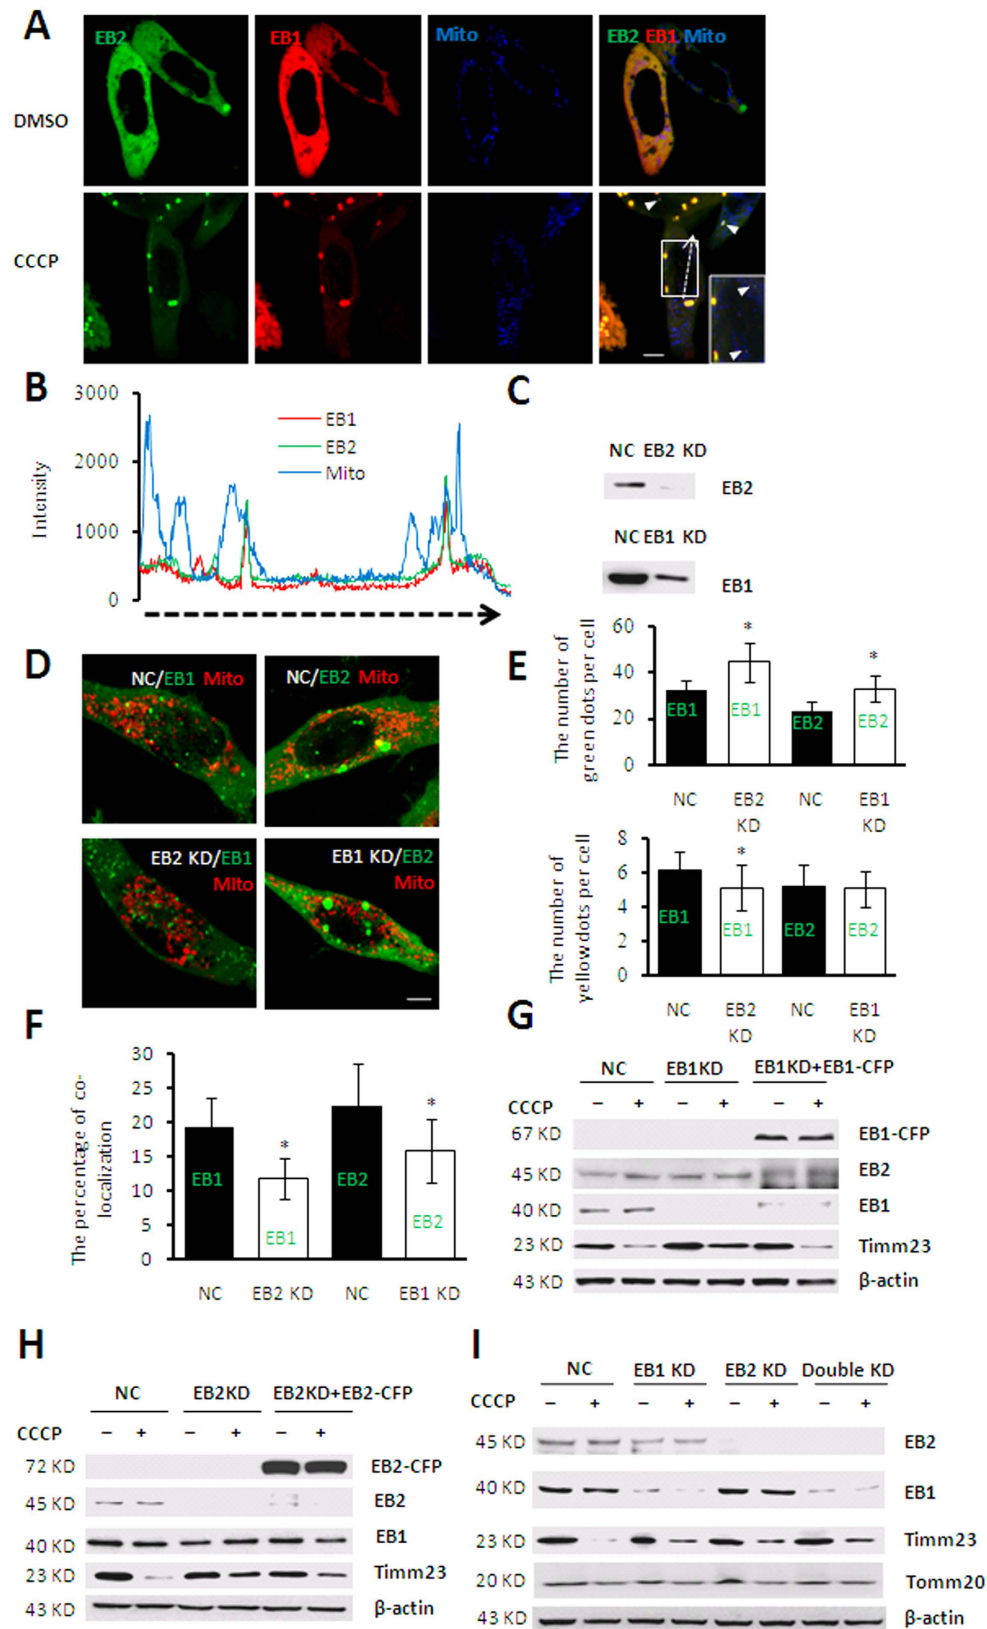 A
EB2
EB1
Mito
EB2 EB1 Mito
DMSO
CCCP
B
3000
2000
1000
0
Intensity
EB1
EB2
Mito
C
NC EB2 KD
EB2
NC EB1 KD
EB1
D
NC/EB1 Mito
NC/EB2 Mito
EB2 KD/EB1
MIto
EB1 KD/EB2
Mito
E
The number of
green dots per cell
60
40
20
0
*
*
EB1
EB1
EB2
EB2
NC
EB2
KD
NC
EB1
KD
The number of
yellow dots per cell
8
6
4
2
0
*
EB1
EB1
EB2
EB2
NC
EB2
KD
NC
EB1
KD
F
The percentage of co-
localization
30
25
20
15
10
5
0
*
*
EB1
EB1
EB2
EB2
NC
EB2 KD
NC
EB1 KD
G
NC
EB1KD
EB1KD+EB1-CFP
CCCP – + – + – +
67 KD EB1-CFP
45 KD EB2
40 KD EB1
23 KD Timm23
43 KD β-actin
H
NC
EB2KD
EB2KD+EB2-CFP
CCCP – + – + – +
72 KD EB2-CFP
45 KD EB2
40 KD EB1
23 KD Timm23
43 KD β-actin
I
NC
EB1 KD
EB2 KD
Double KD
CCCP – + – + – + – +
45 KD EB2
40 KD EB1
23 KD Timm23
20 KD Tomm20
43 KD β-actin